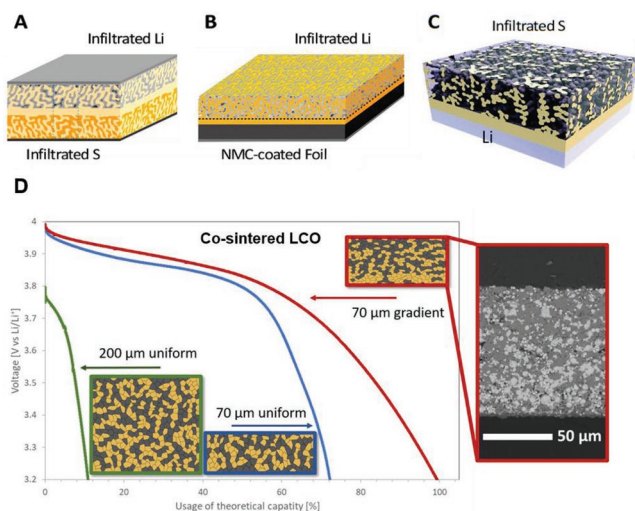 A
Infiltrated Li
Infiltrated S
B
Infiltrated Li
NMC-coated Foil
C
Infiltrated S
Li
D
Co-sintered LCO
70 µm gradient
200 µm uniform
70 µm uniform
50 µm
Voltage [V vs Li/Li⁺]
4
3.9
3.8
3.7
3.6
3.5
3.4
3.3
3.2
0
20
40
60
80
100
Usage of theoretical capatity [%]